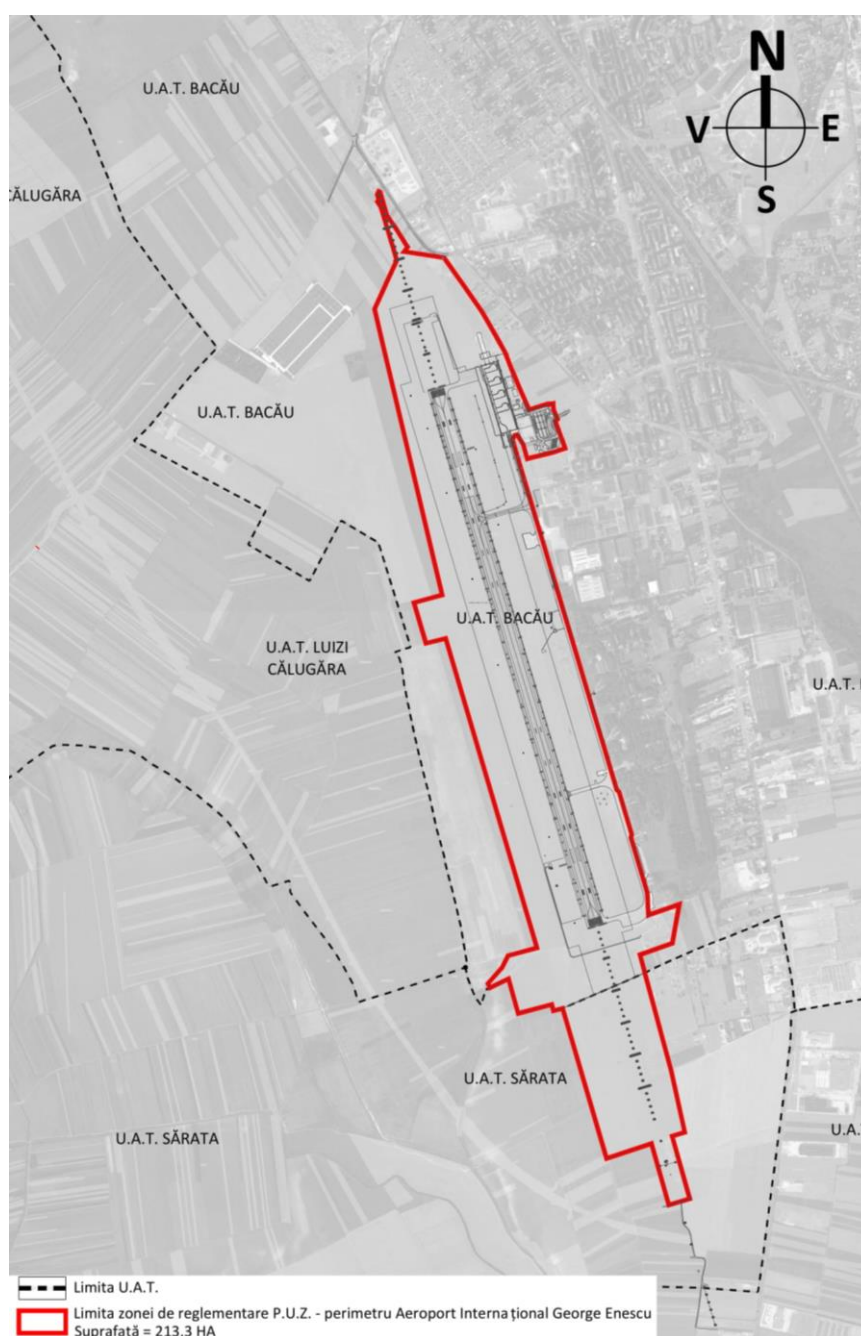 U.A.T. BACĂU
N
V
E
S
CĂLUGĂRA
U.A.T. BACĂU
U.A.T. BACĂU
U.A.T. LUIZI
CĂLUGĂRA
U.A.T.
U.A.T. SĂRATA
U.A.T. SĂRATA
U.A.
Limita U.A.T.
Limita zonei de reglementare P.U.Z. - perimetru Aeroport Internațional George Enescu
Suprafață = 213.3 HA